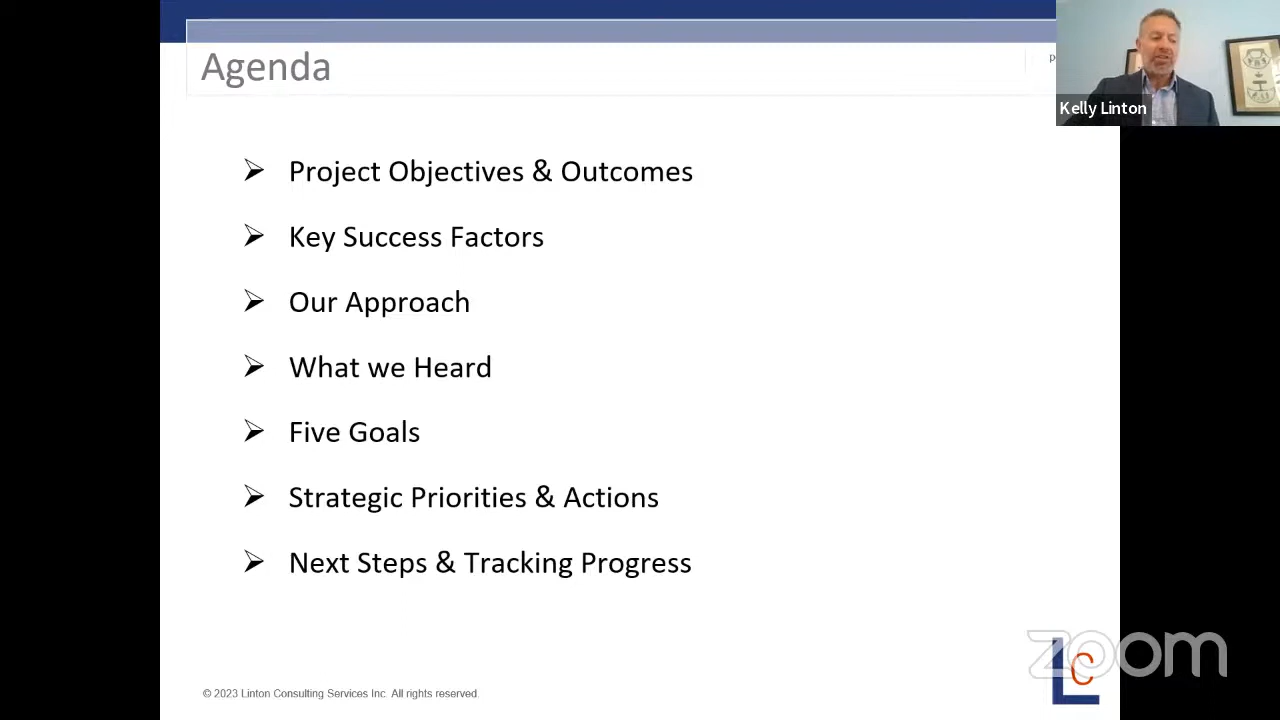 Agenda
Kelly Linton
Project Objectives & Outcomes
Key Success Factors
Our Approach
What we Heard
Five Goals
Strategic Priorities & Actions
Next Steps & Tracking Progress
© 2023 Linton Consulting Services Inc. All rights reserved.
zoom
LC